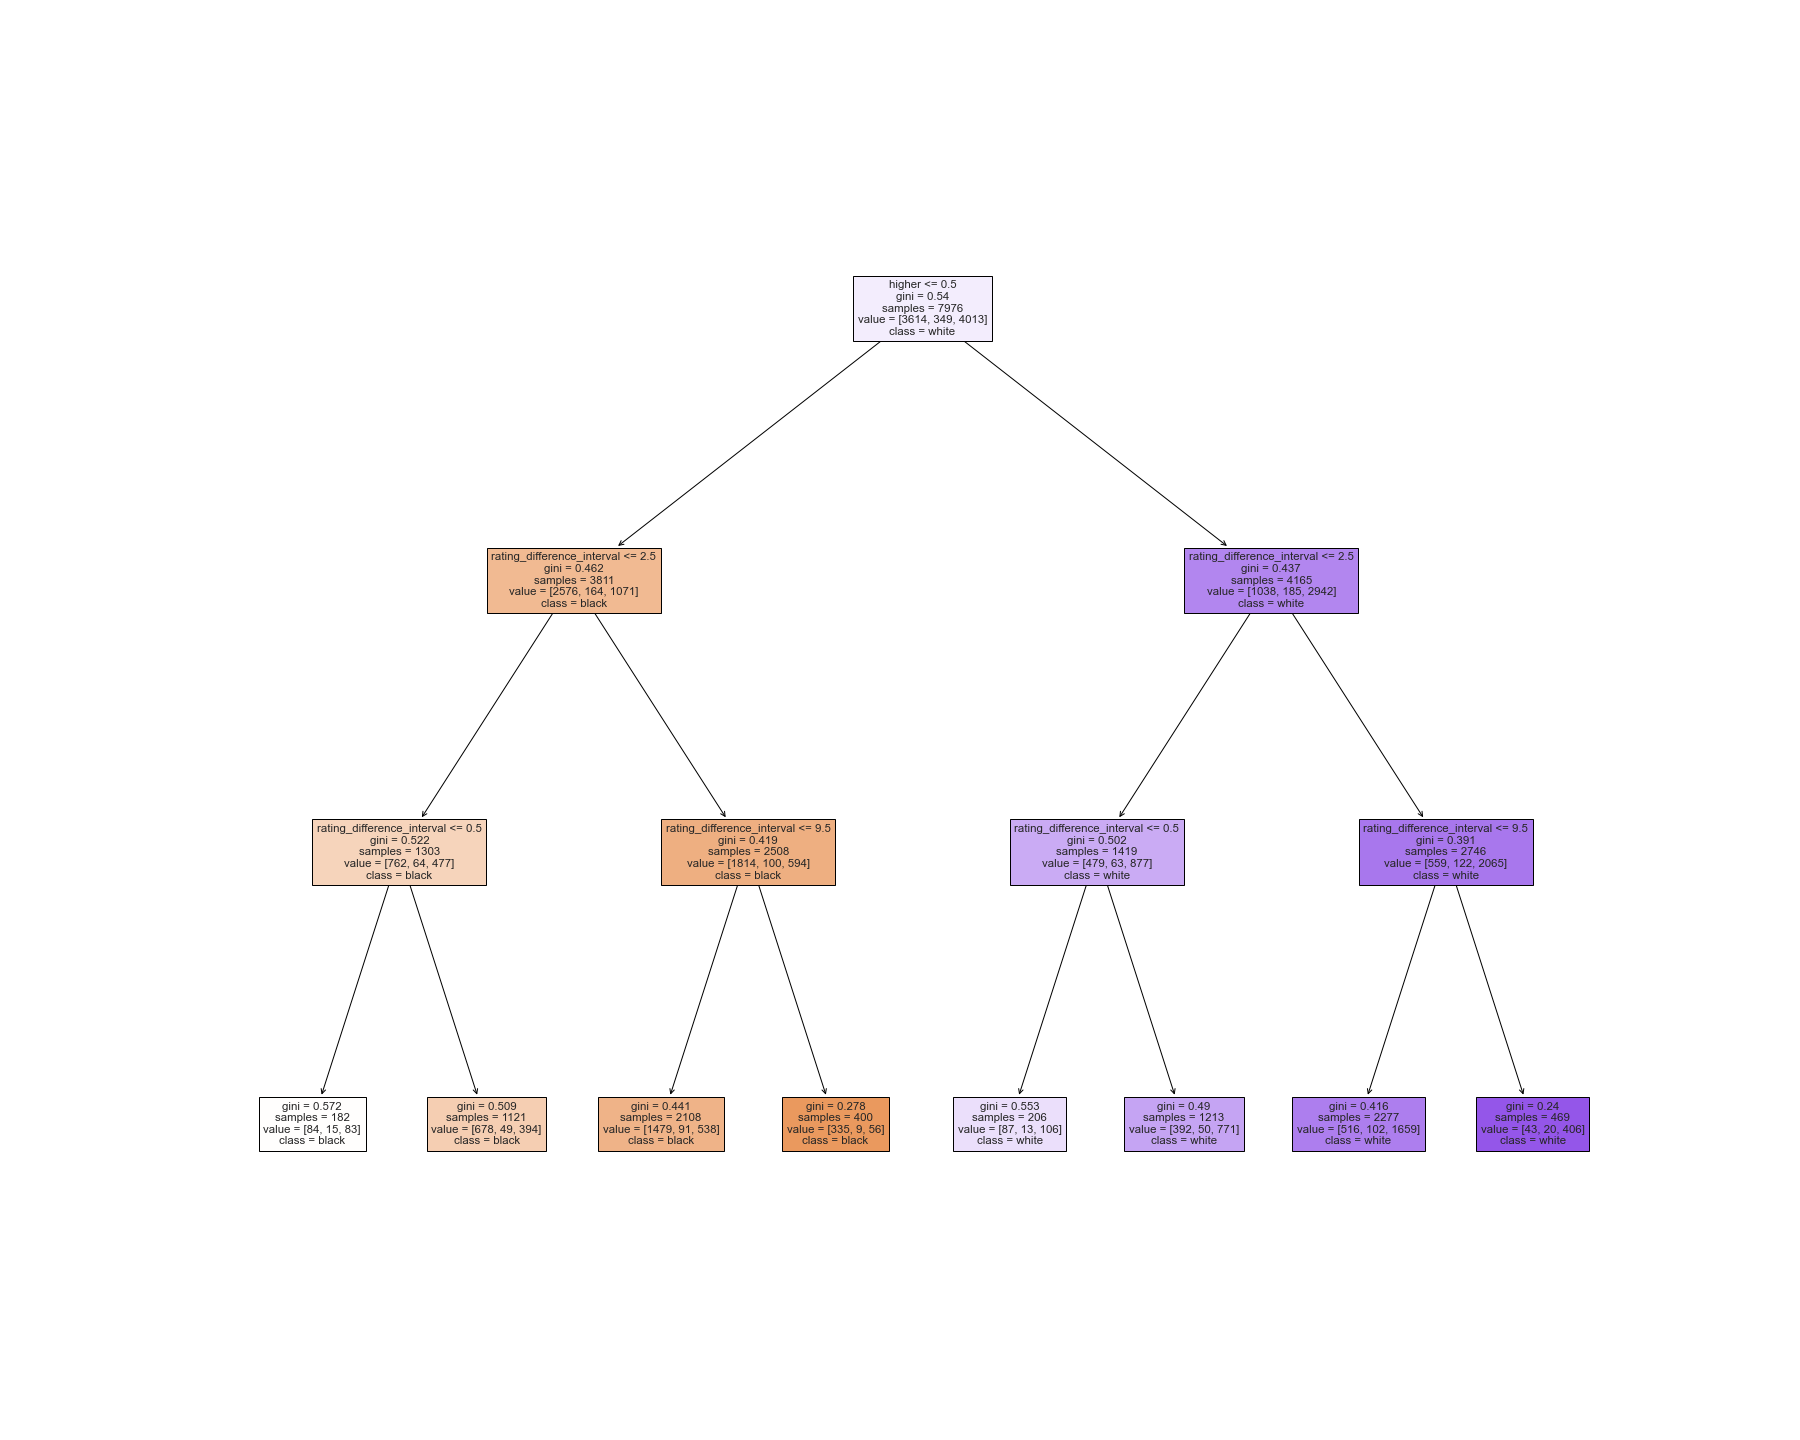 higher <= 0.5
gini = 0.54
samples = 7976
value = [3614, 349, 4013]
class = white
rating_difference_interval <= 2.5
gini = 0.462
samples = 3811
value = [2576, 164, 1071]
class = black
rating_difference_interval <= 2.5
gini = 0.437
samples = 4165
value = [1038, 185, 2942]
class = white
rating_difference_interval <= 0.5
gini = 0.522
samples = 1303
value = [762, 64, 477]
class = black
rating_difference_interval <= 9.5
gini = 0.419
samples = 2508
value = [1814, 100, 594]
class = black
rating_difference_interval <= 0.5
gini = 0.502
samples = 1419
value = [479, 63, 877]
class = white
rating_difference_interval <= 9.5
gini = 0.391
samples = 2746
value = [559, 122, 2065]
class = white
gini = 0.572
samples = 182
value = [84, 15, 83]
class = black
gini = 0.509
samples = 1121
value = [678, 49, 394]
class = black
gini = 0.441
samples = 2108
value = [1479, 91, 538]
class = black
gini = 0.278
samples = 400
value = [335, 9, 56]
class = black
gini = 0.553
samples = 206
value = [87, 13, 106]
class = white
gini = 0.49
samples = 1213
value = [392, 50, 771]
class = white
gini = 0.416
samples = 2277
value = [516, 102, 1659]
class = white
gini = 0.24
samples = 469
value = [43, 20, 406]
class = white